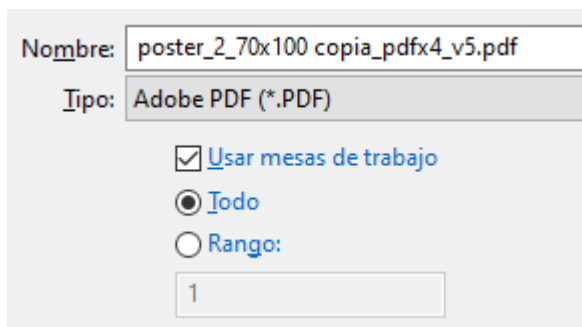 Nombre: poster_2_70x100 copia_pdfx4_v5.pdf
Tipo: Adobe PDF (*.PDF)
Usar mesas de trabajo
Todo
Rango:
1